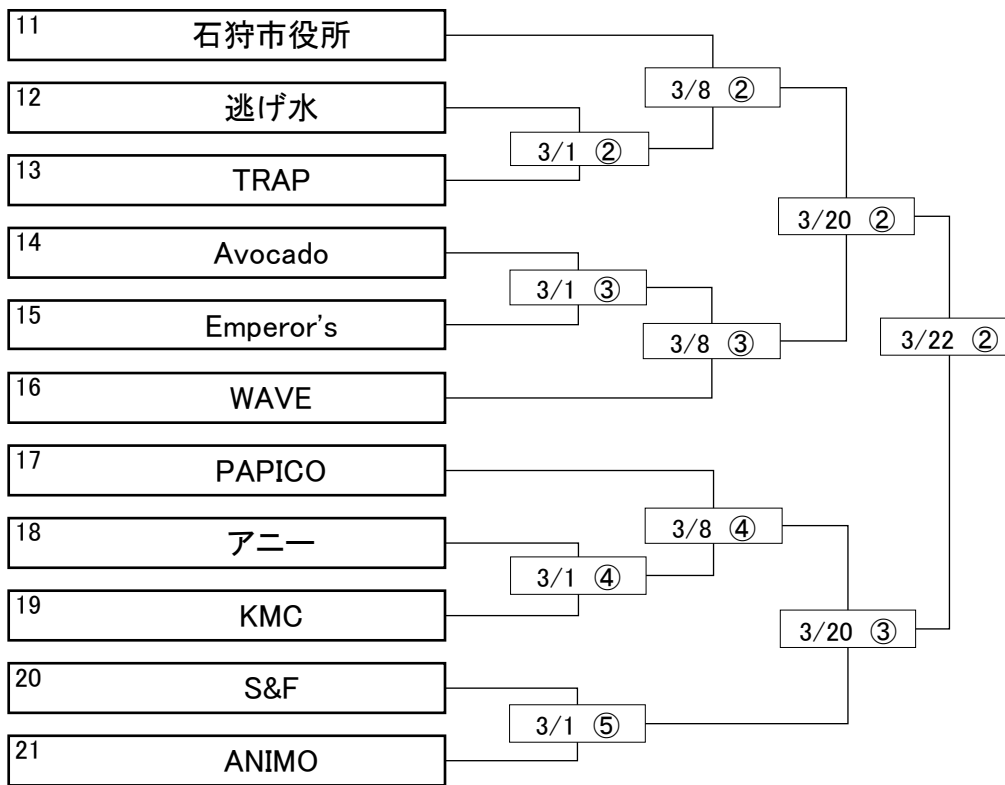 11 石狩市役所
12 逃げ水
13 TRAP
14 Avocado
15 Emperor's
16 WAVE
17 PAPICO
18 アニー
19 KMC
20 S&F
21 ANIMO
3/1 ②
3/1 ③
3/1 ④
3/1 ⑤
3/8 ②
3/8 ③
3/8 ④
3/20 ②
3/20 ③
3/22 ②